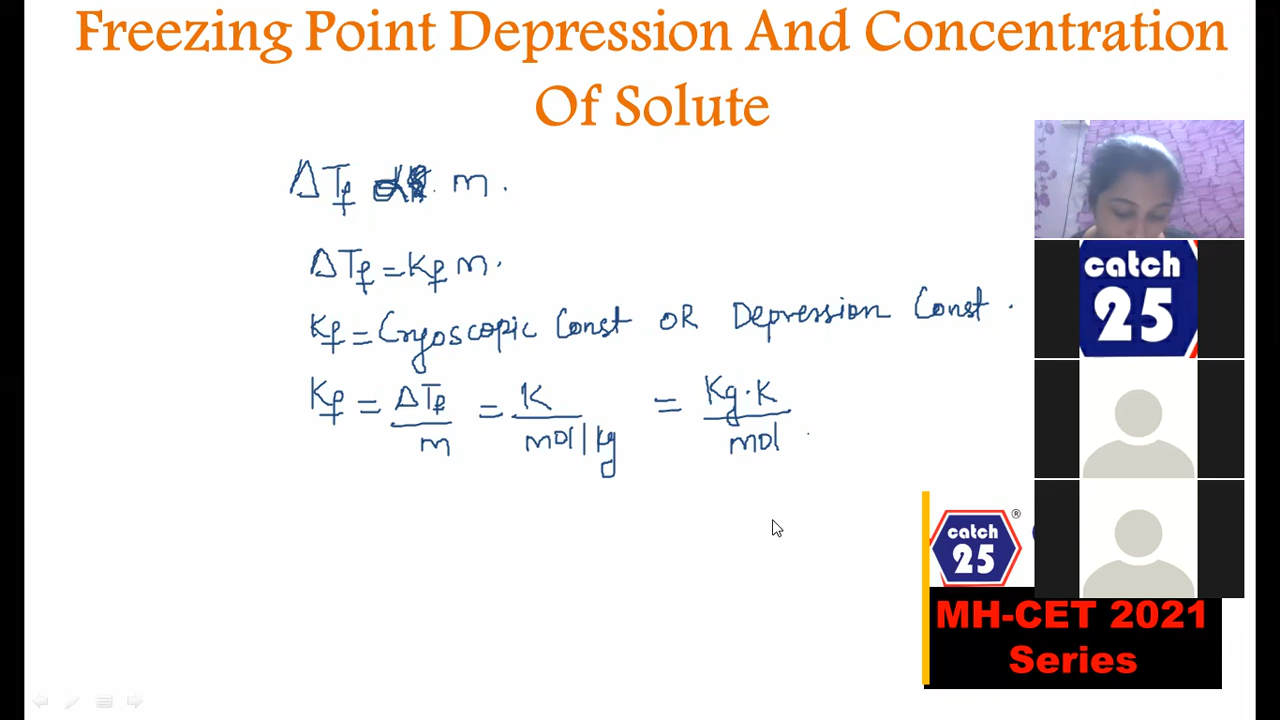 Freezing Point Depression And Concentration
Of Solute
ΔTf ∝ m.
ΔTf = Kf m.
Kf = Cryoscopic Const OR Depression Const.
Kf = ΔTf/m = K/mol/kg = Kg·K/mol
catch
25
catch
25
®
MH-CET 2021
Series